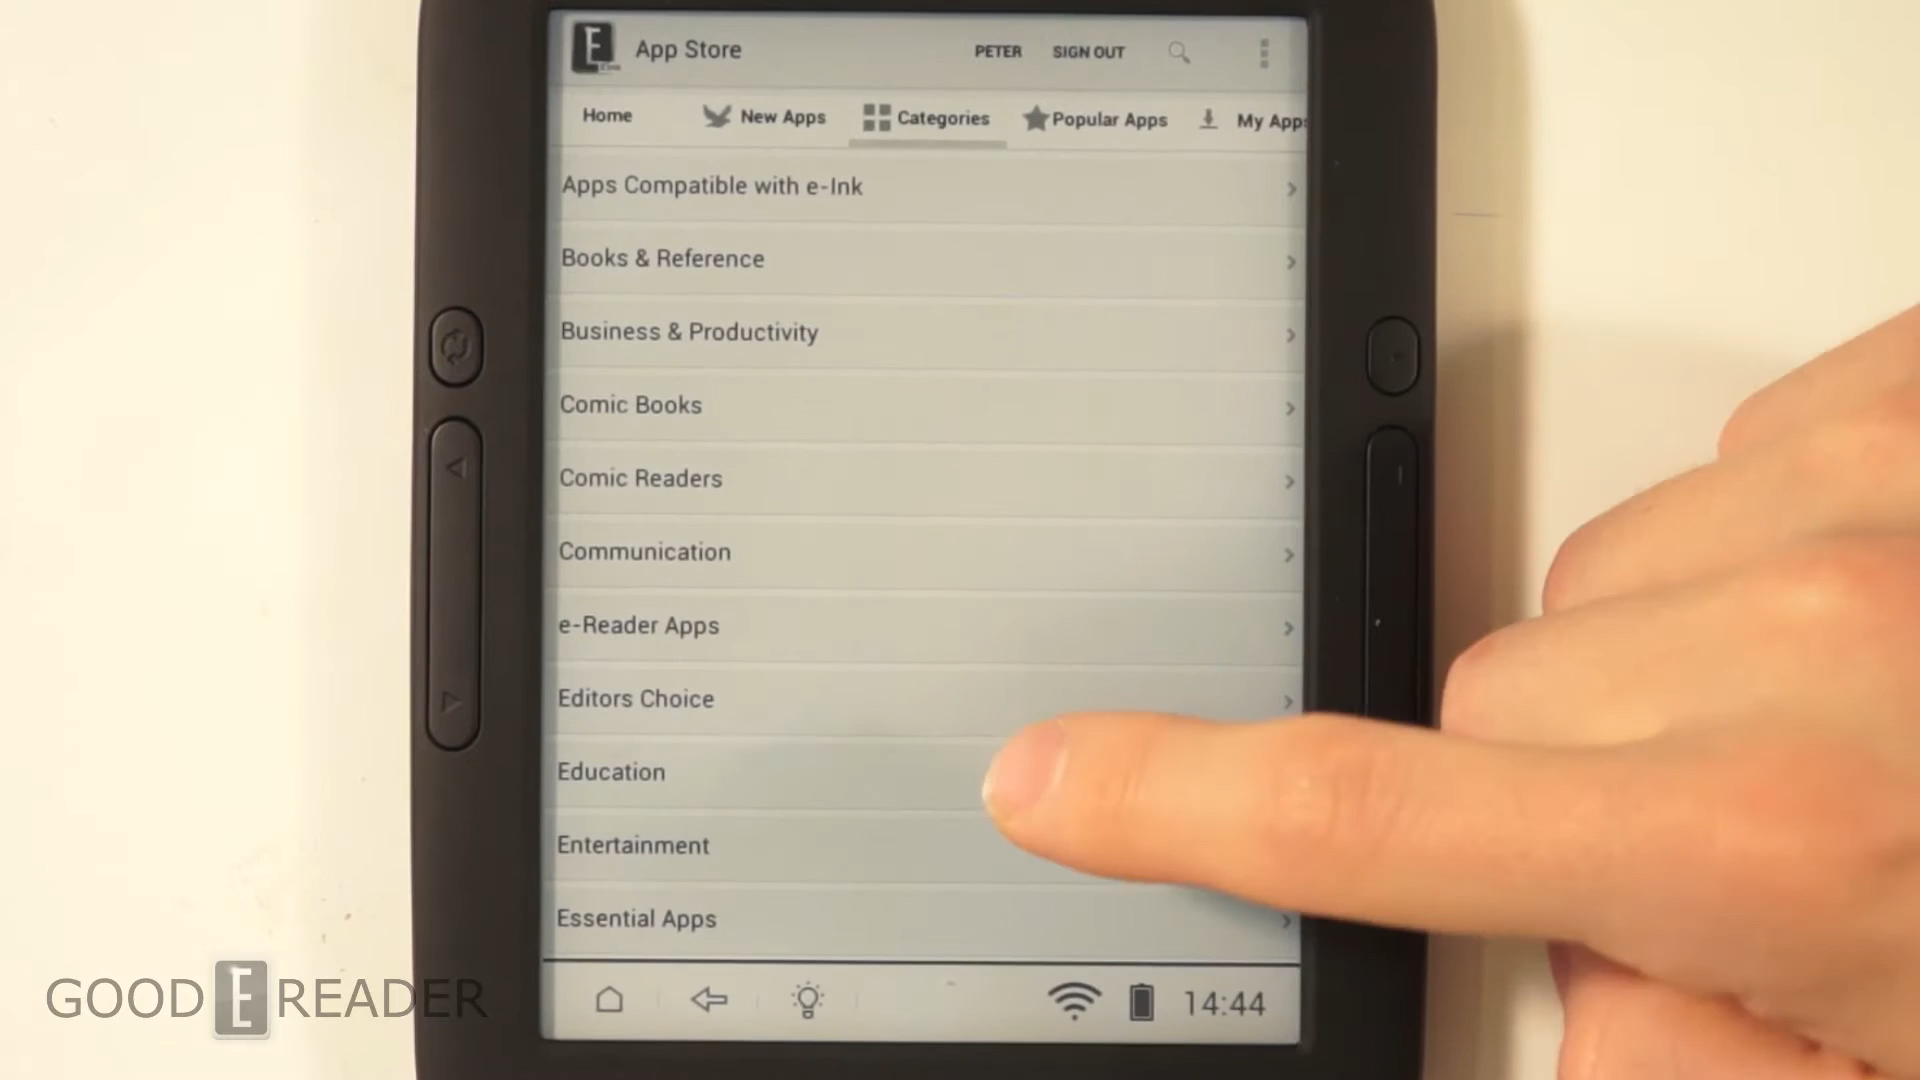 App Store PETER SIGN OUT
Home New Apps Categories Popular Apps My Apps
Apps Compatible with e-Ink
Books & Reference
Business & Productivity
Comic Books
Comic Readers
Communication
e-Reader Apps
Editors Choice
Education
Entertainment
Essential Apps
14:44
GOOD E READER